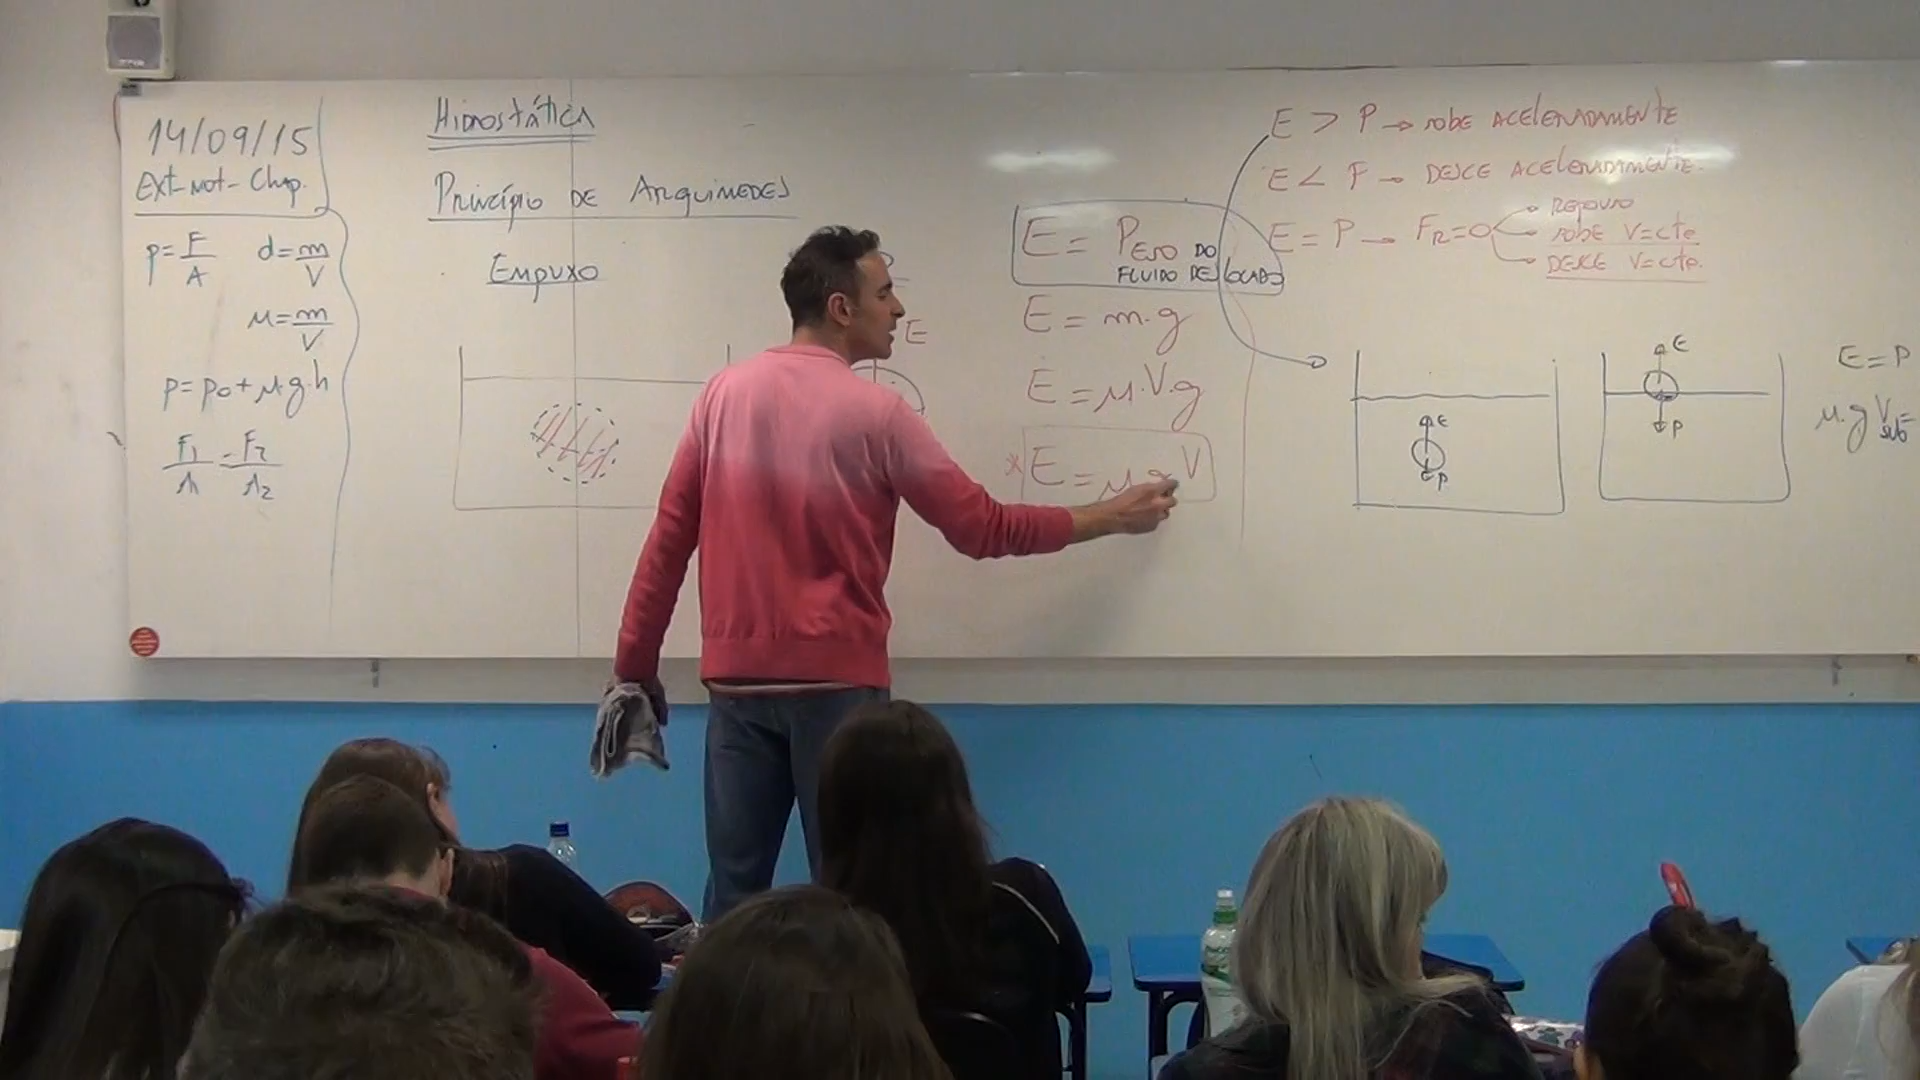 14/09/15
Ext-Not- Chap.
p=F/A d=m/V
μ=m/V
p=p0+μ.g.h
F1/A1=F2/A2
Hidrostática
Princípio de Arquimedes
Empuxo
E
E = Peso do
fluido deslocado
E = m.g
E = μ.V.g
* E = μ g V
E > P → sobe aceleradamente
E < P → desce aceleradamente.
E = P → FR=0
→ Repouso
→ sobe V=cte
→ desce V=cte.
E
P
E
P
E = P
μ.g Vsub=